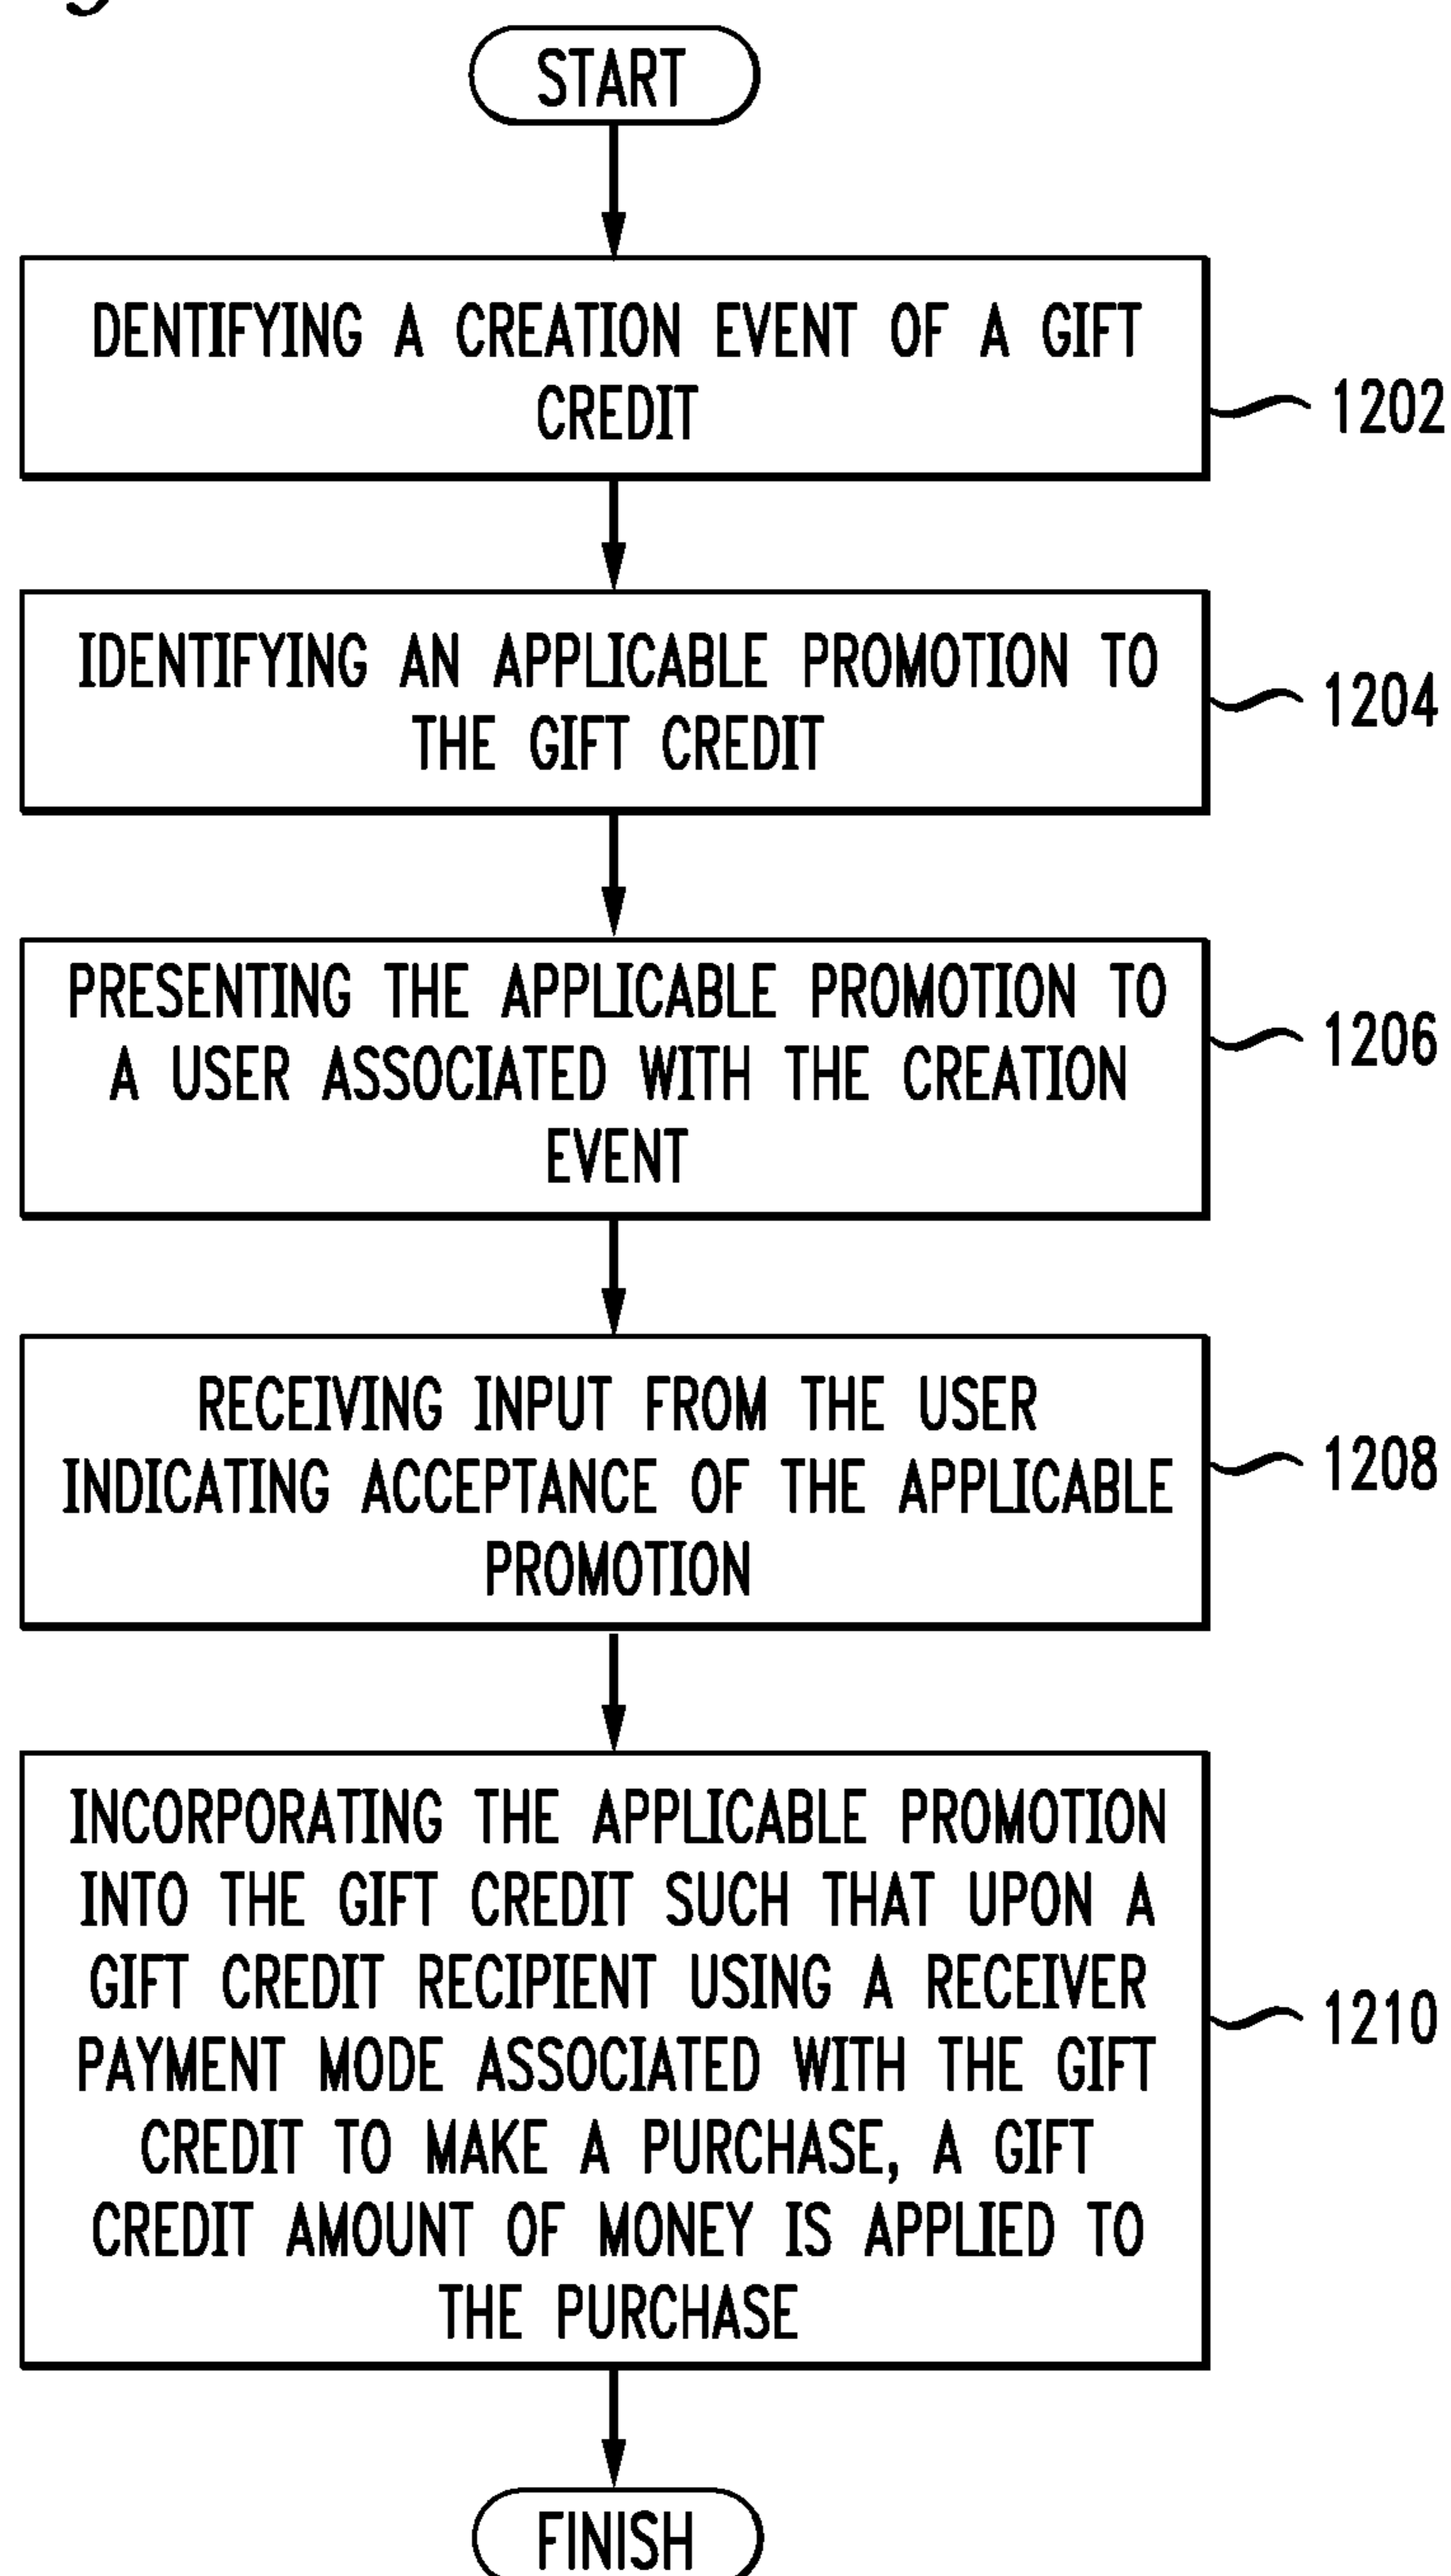 START
DENTIFYING A CREATION EVENT OF A GIFT
CREDIT
1202
IDENTIFYING AN APPLICABLE PROMOTION TO
THE GIFT CREDIT
1204
PRESENTING THE APPLICABLE PROMOTION TO
A USER ASSOCIATED WITH THE CREATION
EVENT
1206
RECEIVING INPUT FROM THE USER
INDICATING ACCEPTANCE OF THE APPLICABLE
PROMOTION
1208
INCORPORATING THE APPLICABLE PROMOTION
INTO THE GIFT CREDIT SUCH THAT UPON A
GIFT CREDIT RECIPIENT USING A RECEIVER
PAYMENT MODE ASSOCIATED WITH THE GIFT
CREDIT TO MAKE A PURCHASE, A GIFT
CREDIT AMOUNT OF MONEY IS APPLIED TO
THE PURCHASE
1210
FINISH